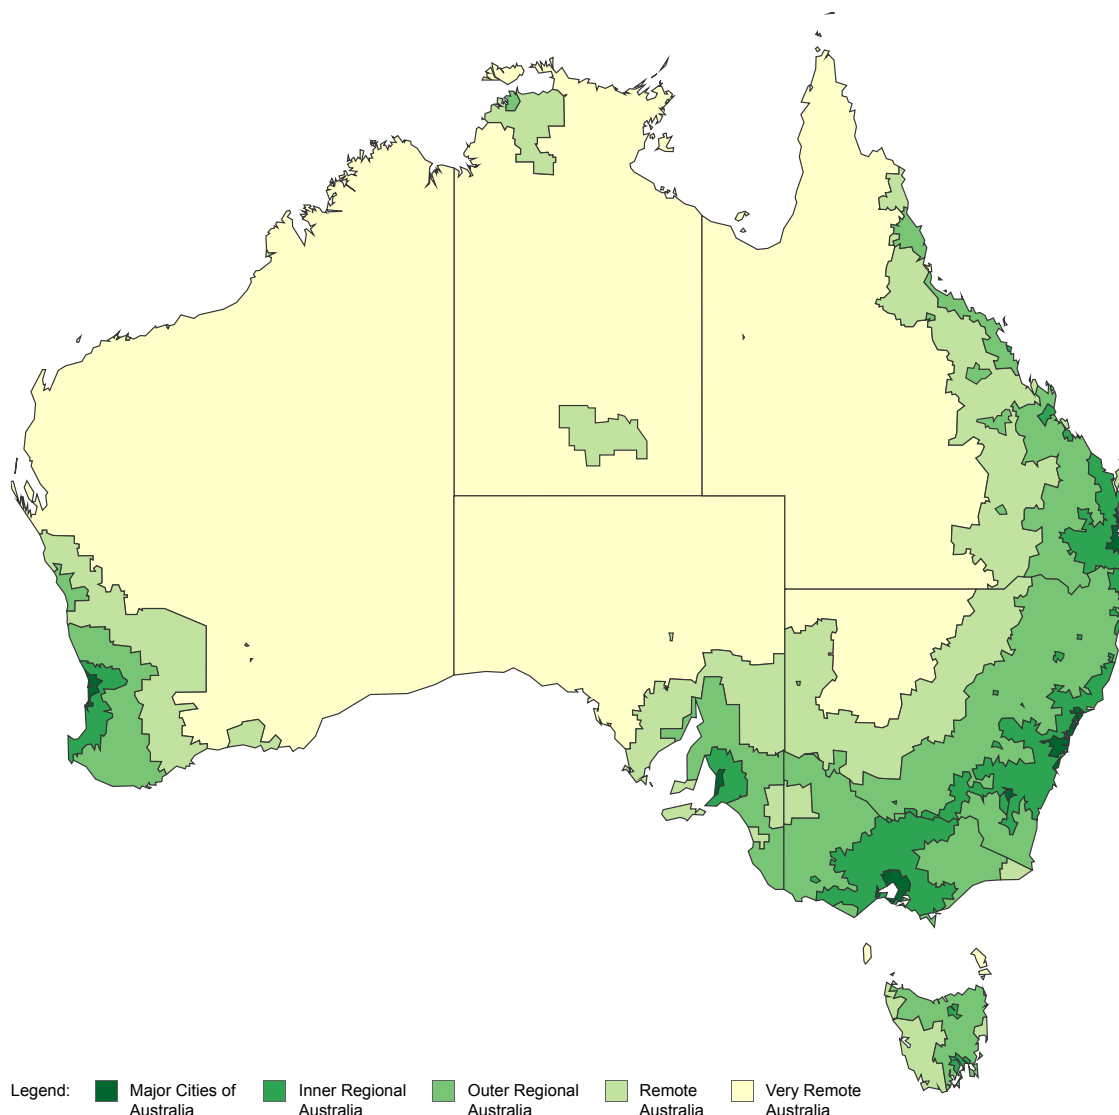 Legend:
Major Cities of
Australia
Inner Regional
Australia
Outer Regional
Australia
Remote
Australia
Very Remote
Australia